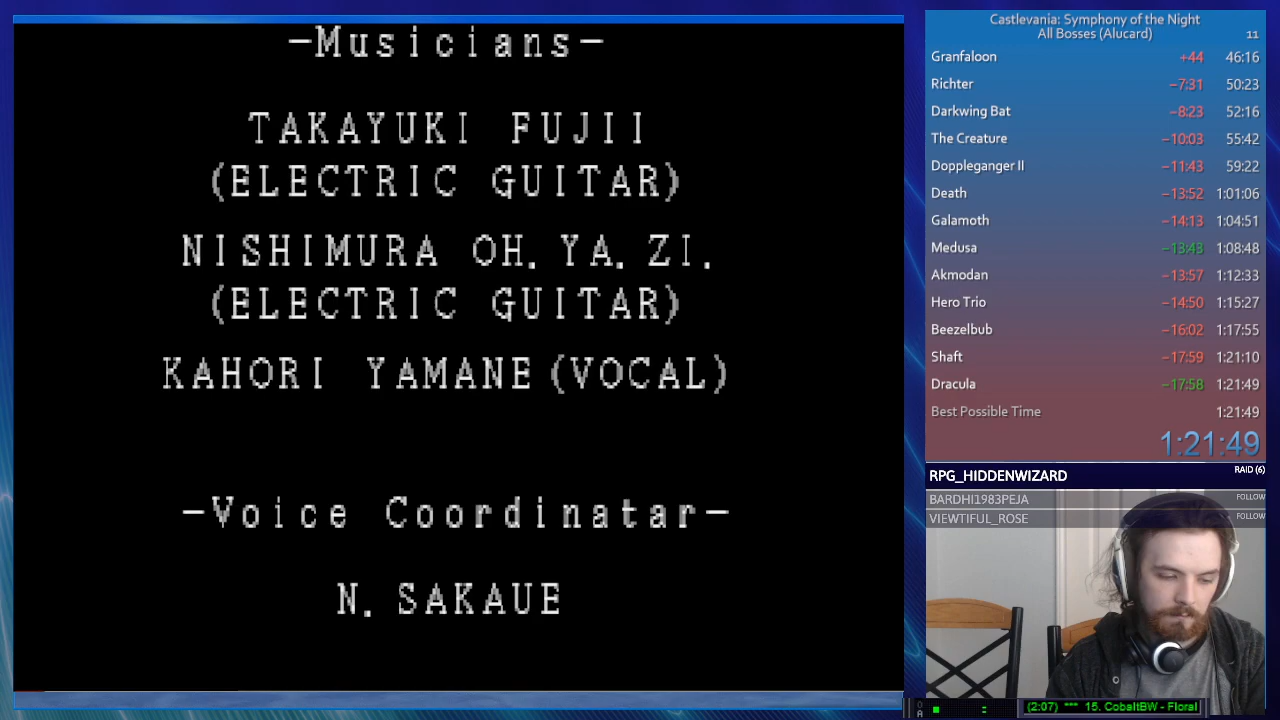 -Musicians-
TAKAYUKI FUJII
(ELECTRIC GUITAR)
NISHIMURA OH. YA. ZI.
(ELECTRIC GUITAR)
KAHORI YAMANE (VOCAL)
-Voice Coordinatar-
N. SAKAUE
Castlevania: Symphony of the Night
All Bosses (Alucard) 11
Granfaloon +44 46:16
Richter −7:31 50:23
Darkwing Bat −8:23 52:16
The Creature −10:03 55:42
Doppleganger II −11:43 59:22
Death −13:52 1:01:06
Galamoth −14:13 1:04:51
Medusa −13:43 1:08:48
Akmodan −13:57 1:12:33
Hero Trio −14:50 1:15:27
Beezelbub −16:02 1:17:55
Shaft −17:59 1:21:10
Dracula −17:58 1:21:49
Best Possible Time 1:21:49
1:21:49
RPG_HIDDENWIZARD RAID (6)
BARDHI1983PEJA FOLLOW
VIEWTIFUL_ROSE FOLLOW
(2:07) *** 15. CobaltBW - Floral